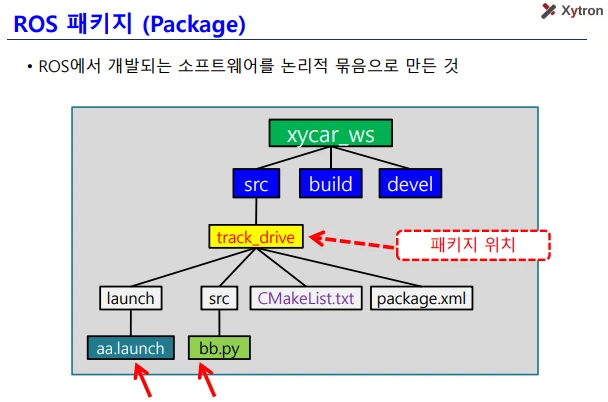 Xytron
ROS 패키지 (Package)
• ROS에서 개발되는 소프트웨어를 논리적 묶음으로 만든 것
xycar_ws
src build devel
track_drive
패키지 위치
launch src CMakeList.txt package.xml
aa.launch bb.py